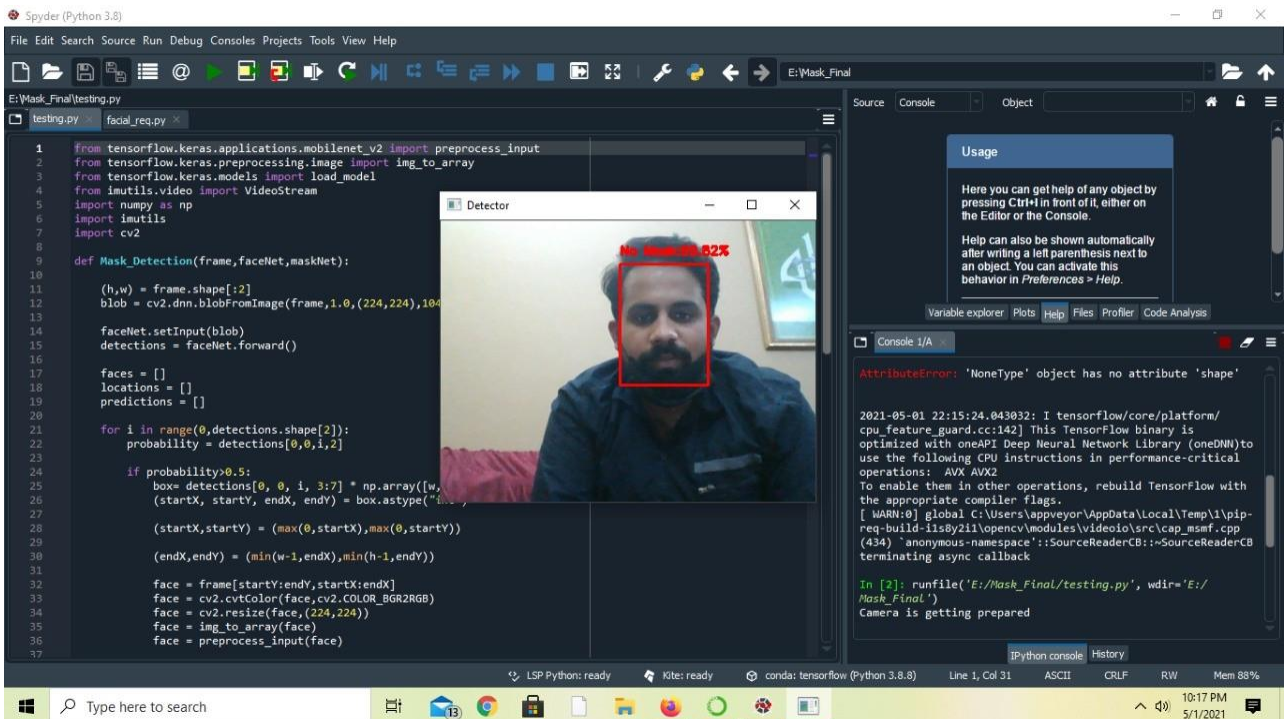 Spyder (Python 3.8)
File Edit Search Source Run Debug Consoles Projects Tools View Help
E:\Mask_Final
E:\Mask_Final\testing.py
testing.py
facial_req.py
1 from tensorflow.keras.applications.mobilenet_v2 import preprocess_input
2 from tensorflow.keras.preprocessing.image import img_to_array
3 from tensorflow.keras.models import load_model
4 from imutils.video import VideoStream
5 import numpy as np
6 import imutils
7 import cv2
8
9 def Mask_Detection(frame,faceNet,maskNet):
10
11 (h,w) = frame.shape[:2]
12 blob = cv2.dnn.blobFromImage(frame,1.0,(224,224),104
13
14 faceNet.setInput(blob)
15 detections = faceNet.forward()
16
17 faces = []
18 locations = []
19 predictions = []
20
21 for i in range(0,detections.shape[2]):
22 probability = detections[0,0,i,2]
23
24 if probability>0.5:
25 box= detections[0, 0, i, 3:7] * np.array([w,
26 (startX, startY, endX, endY) = box.astype("
27
28 (startX,startY) = (max(0,startX),max(0,startY))
29
30 (endX,endY) = (min(w-1,endX),min(h-1,endY))
31
32 face = frame[startY:endY,startX:endX]
33 face = cv2.cvtColor(face,cv2.COLOR_BGR2RGB)
34 face = cv2.resize(face,(224,224))
35 face = img_to_array(face)
36 face = preprocess_input(face)
37
Detector
No
Source Console Object
Usage
Here you can get help of any object by
pressing Ctrl+I in front of it, either on
the Editor or the Console.
Help can also be shown automatically
after writing a left parenthesis next to
an object. You can activate this
behavior in Preferences > Help.
Variable explorer Plots Help Files Profiler Code Analysis
Console 1/A
AttributeError: 'NoneType' object has no attribute 'shape'
2021-05-01 22:15:24.043032: I tensorflow/core/platform/
cpu_feature_guard.cc:142] This TensorFlow binary is
optimized with oneAPI Deep Neural Network Library (oneDNN)to
use the following CPU instructions in performance-critical
operations: AVX AVX2
To enable them in other operations, rebuild TensorFlow with
the appropriate compiler flags.
[ WARN:0] global C:\Users\appveyor\AppData\Local\Temp\1\pip-
req-build-i1s8y2i1\opencv\modules\videoio\src\cap_msmf.cpp
(434) `anonymous-namespace'::SourceReaderCB::~SourceReaderCB
terminating async callback
In [2]: runfile('E:/Mask_Final/testing.py', wdir='E:/
Mask_Final')
Camera is getting prepared
IPython console History
LSP Python: ready Kite: ready conda: tensorflow (Python 3.8.8) Line 1, Col 31 ASCII CRLF RW Mem 88%
Type here to search
13
10:17 PM
5/1/2021